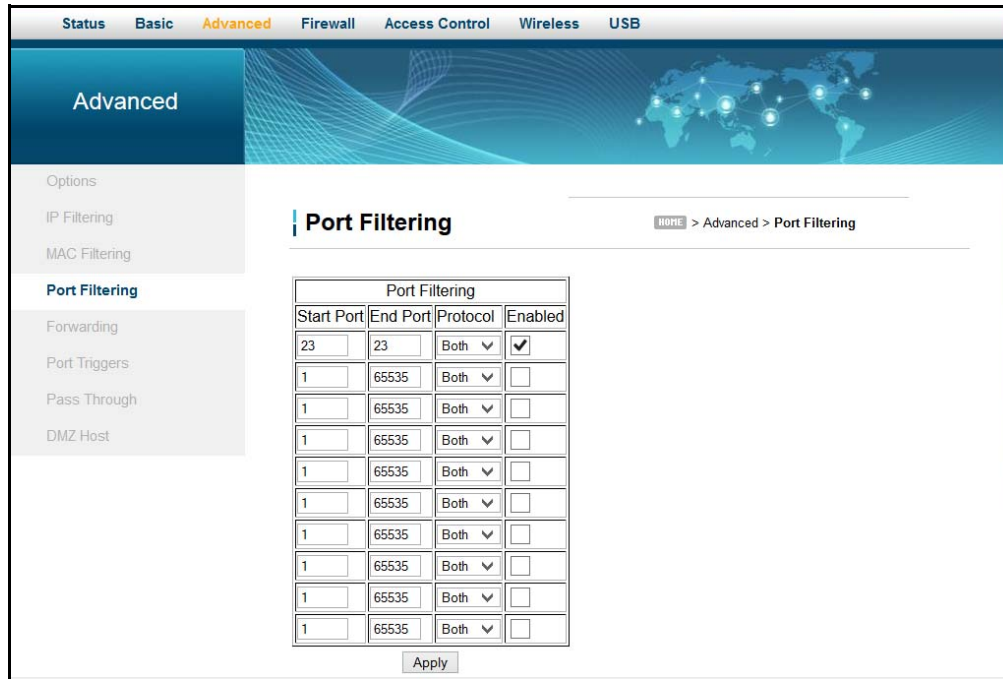 Status Basic Advanced Firewall Access Control Wireless USB
Advanced
Options
IP Filtering
MAC Filtering
Port Filtering
Forwarding
Port Triggers
Pass Through
DMZ Host
Port Filtering
HOME > Advanced > Port Filtering
Port Filtering
Start Port End Port Protocol Enabled
23 23 Both
1 65535 Both
1 65535 Both
1 65535 Both
1 65535 Both
1 65535 Both
1 65535 Both
1 65535 Both
1 65535 Both
1 65535 Both
Apply